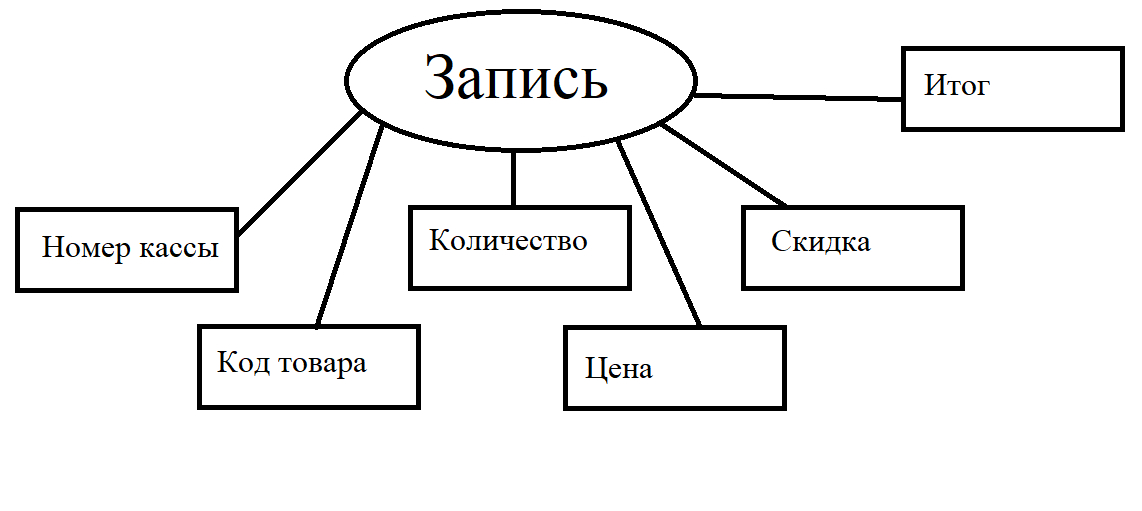 Запись
Итог
Номер кассы
Количество
Скидка
Код товара
Цена